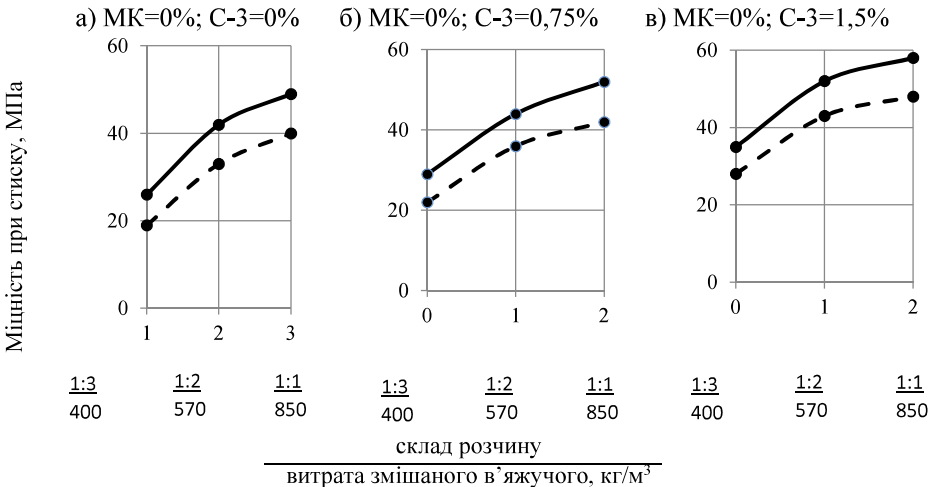 а) МК=0%; С-3=0%
б) МК=0%; С-3=0,75%
в) МК=0%; С-3=1,5%
Міцність при стиску, МПа
60
40
20
0
1 2 3
60
40
20
0
0 1 2
60
40
20
0
0 1 2
1:3 1:2 1:1 1:3 1:2 1:1 1:3 1:2 1:1
400 570 850 400 570 850 400 570 850
склад розчину
витрата змішаного в’яжучого, кг/м³